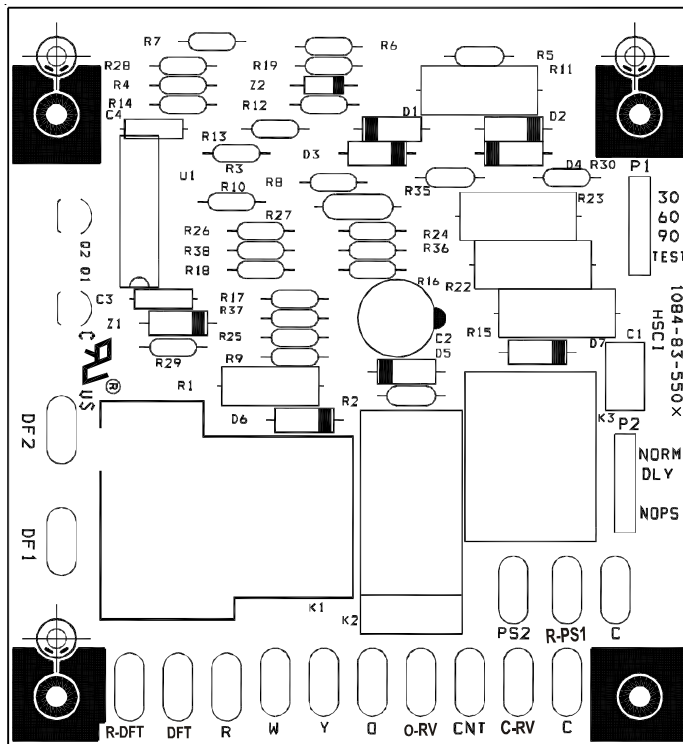 R7
R6
R28
R19
R5
R4
Z2
R11
R14
R12
C4
D1
D2
R13
D3
R3
D4
R30
P1
U1
R10
R8
R35
R23
30
R27
60
R26
R24
90
R38
R36
TEST
Q2 Q1
R18
R16
R22
C3
R17
R37
Z1
C2
R15
1084-83-550X
HSCI
R25
D5
D7
C1
R29
R9
C US
®
R1
R2
D6
K3
P2
DF2
NORM
DLY
NOPS
DF1
K1
K2
PS2
R-PS1
C
R-DFT
DFT
R
W
Y
O
O-RV
CNT
C-RV
C